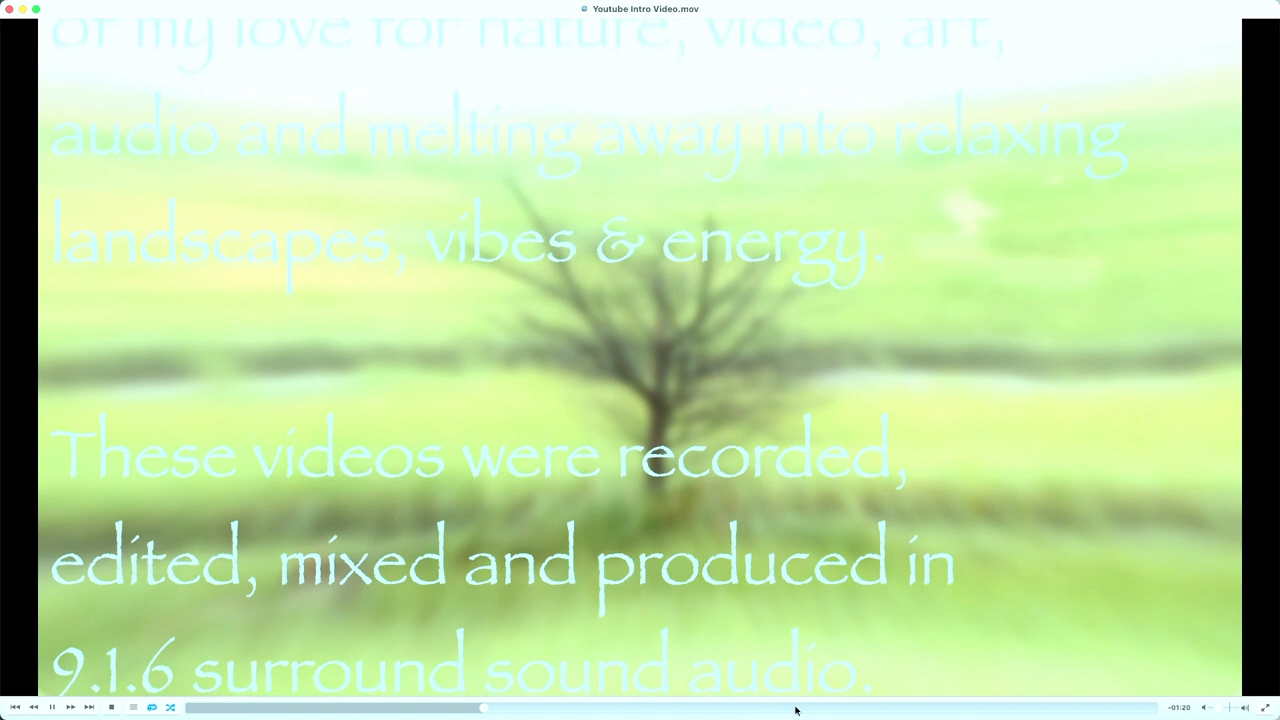 Youtube Intro Video.mov
of my love for nature, video, art,
audio and melting away into relaxing
landscapes, vibes & energy.
These videos were recorded,
edited, mixed and produced in
9.1.6 surround sound audio.
-01:20